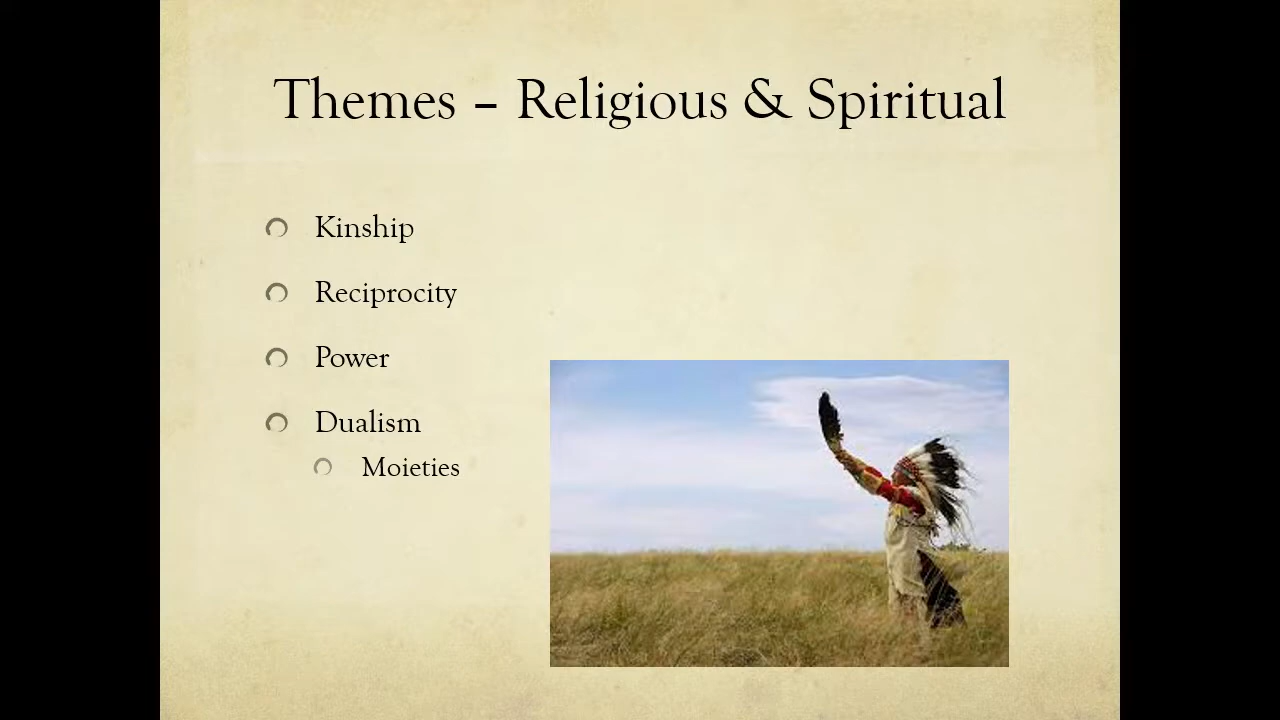 Themes – Religious & Spiritual
Kinship
Reciprocity
Power
Dualism
Moieties